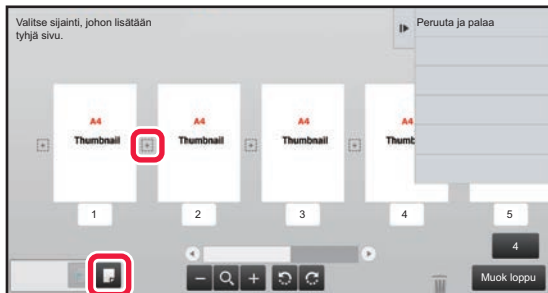 Valitse sijainti, johon lisätään
tyhjä sivu.
Peruuta ja palaa
A4
Thumbnail
A4
Thumbnail
A4
Thumbnail
A4
Thumb
1
2
3
4
5
4
Muok loppu